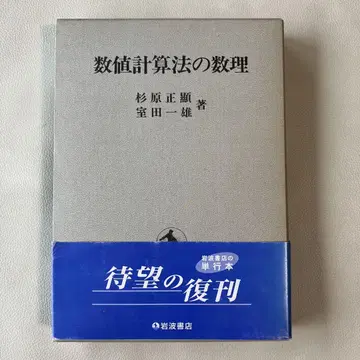 数値計算法の数理
杉原正顯
室田一雄
著
岩波書店の
単行本
待望の復刊
岩波書店